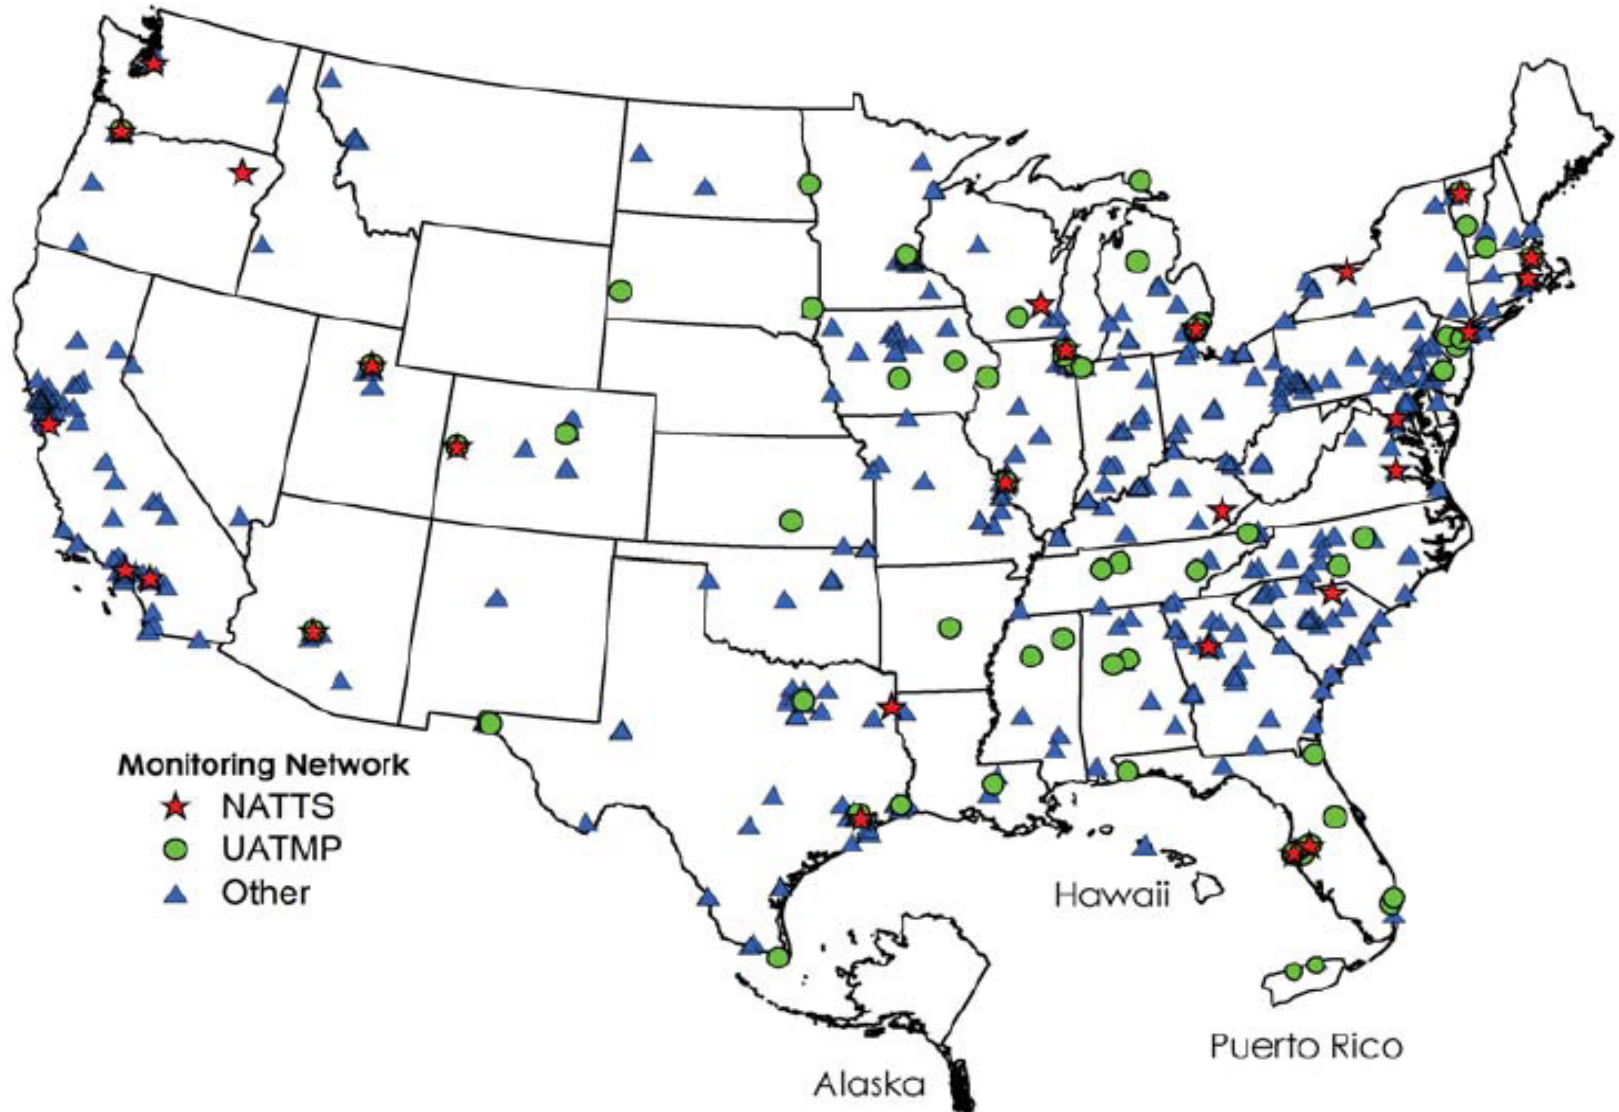 Monitoring Network
NATTS
UATMP
Other
Hawaii
Puerto Rico
Alaska